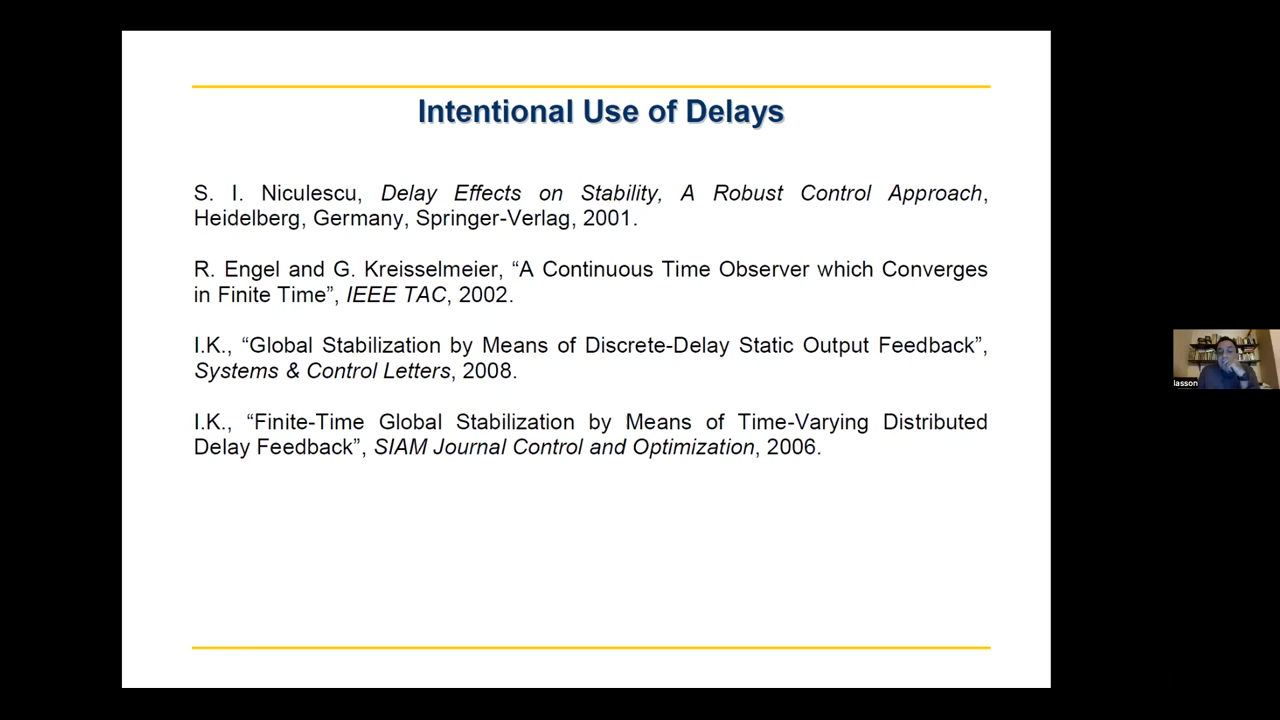 Intentional Use of Delays
S. I. Niculescu, Delay Effects on Stability, A Robust Control Approach,
Heidelberg, Germany, Springer-Verlag, 2001.
R. Engel and G. Kreisselmeier, “A Continuous Time Observer which Converges
in Finite Time”, IEEE TAC, 2002.
I.K., “Global Stabilization by Means of Discrete-Delay Static Output Feedback”,
Systems & Control Letters, 2008.
I.K., “Finite-Time Global Stabilization by Means of Time-Varying Distributed
Delay Feedback”, SIAM Journal Control and Optimization, 2006.
lasson